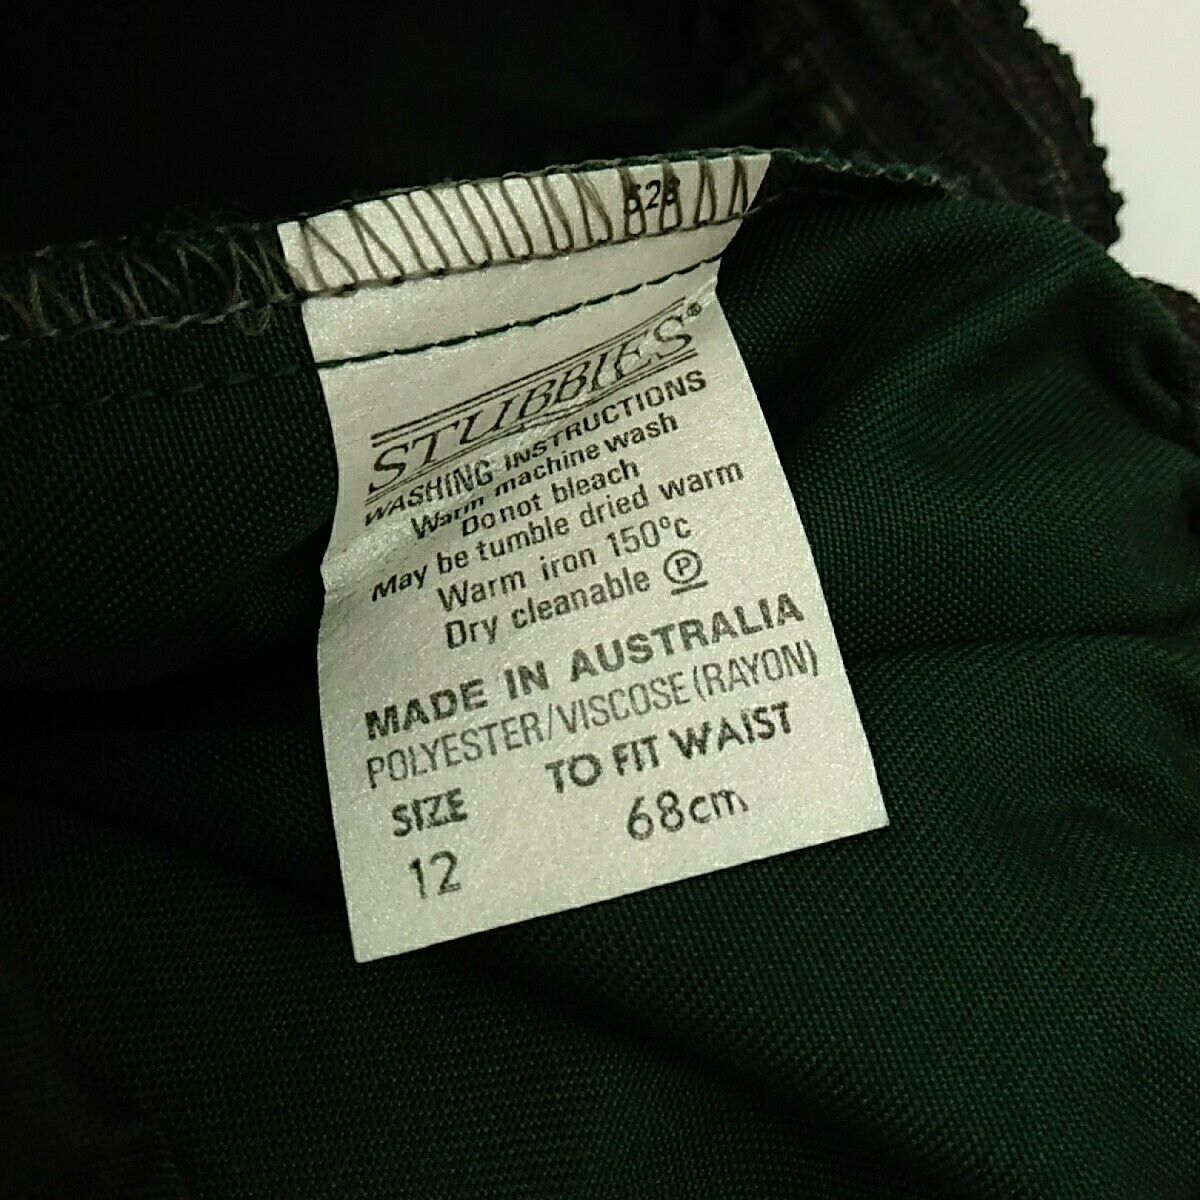 STUBBIES®
WASHING INSTRUCTIONS
Warm machine wash
Do not bleach
May be tumble dried warm
Warm iron 150°c
Dry cleanable Ⓟ
MADE IN AUSTRALIA
POLYESTER/VISCOSE (RAYON)
SIZE TO FIT WAIST
12 68cm